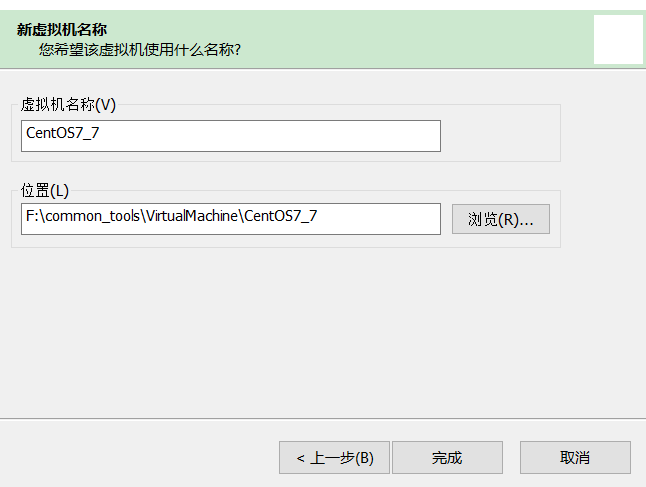 新虚拟机名称
您希望该虚拟机使用什么名称?
虚拟机名称(V)
CentOS7_7
位置(L)
F:\common_tools\VirtualMachine\CentOS7_7
浏览(R)...
< 上一步(B)
完成
取消